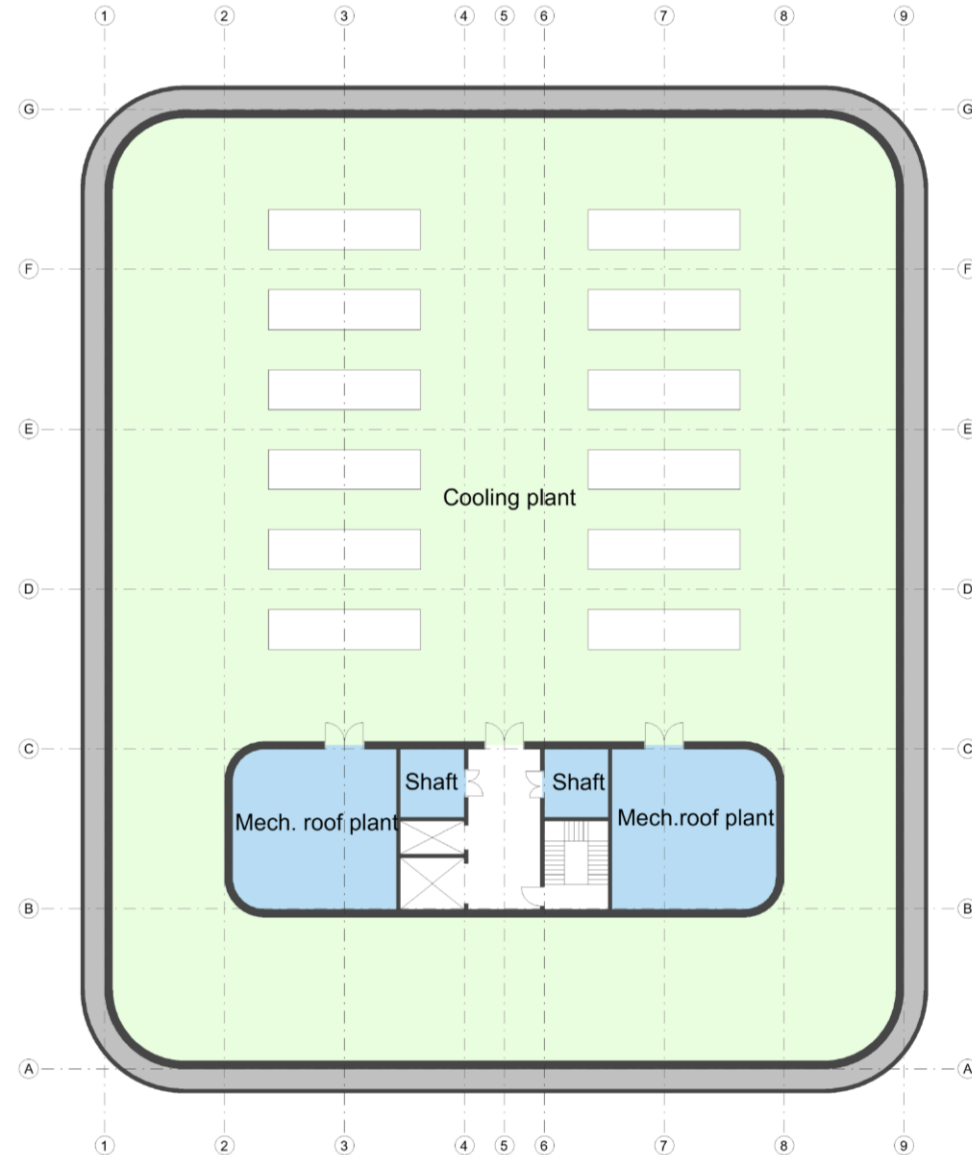 1 2 3 4 5 6 7 8 9
G G
F F
E E
Cooling plant
D D
C C
Shaft Shaft
Mech. roof plant Mech.roof plant
B B
A A
1 2 3 4 5 6 7 8 9